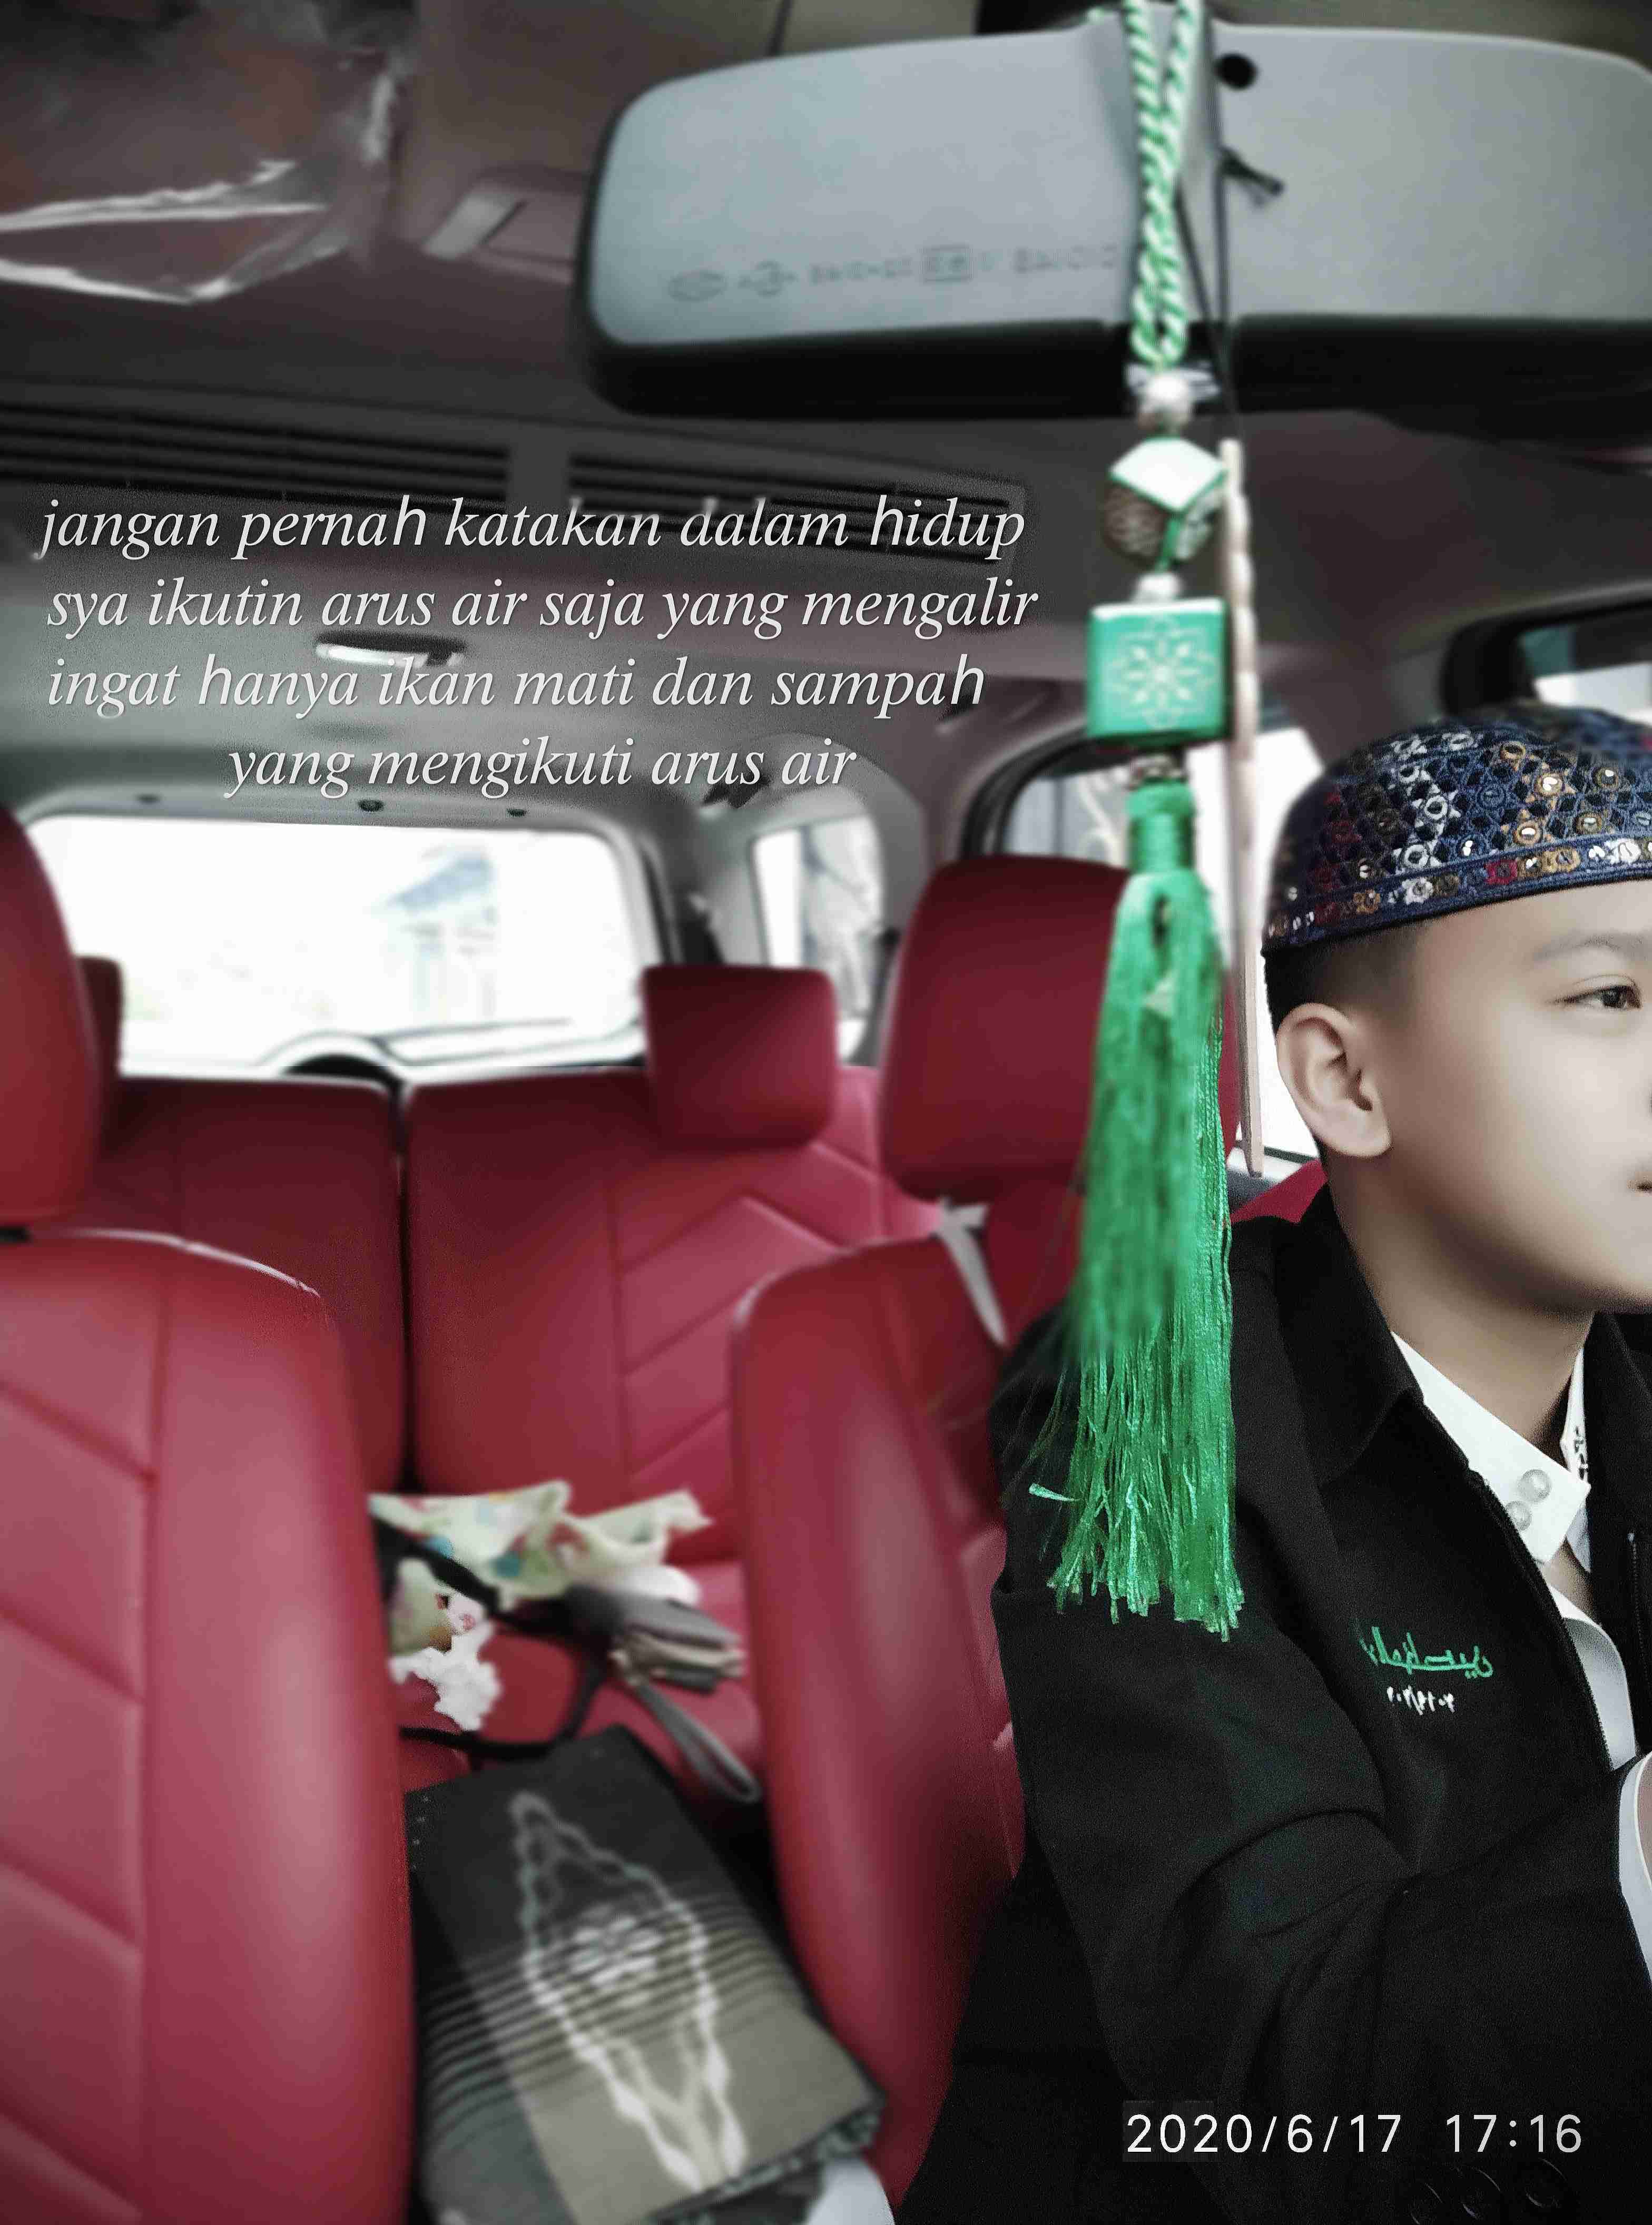 jangan pernah katakan dalam hidup
sya ikutin arus air saja yang mengalir
ingat hanya ikan mati dan sampah
yang mengikuti arus air
2020/6/17 17:16